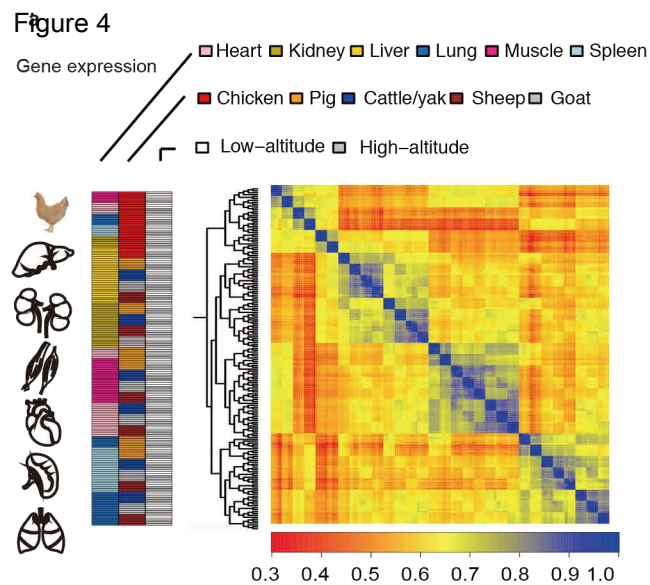 Figure 4
a
Gene expression
Heart Kidney Liver Lung Muscle Spleen
Chicken Pig Cattle/yak Sheep Goat
Low−altitude High−altitude
0.3 0.4 0.5 0.6 0.7 0.8 0.9 1.0